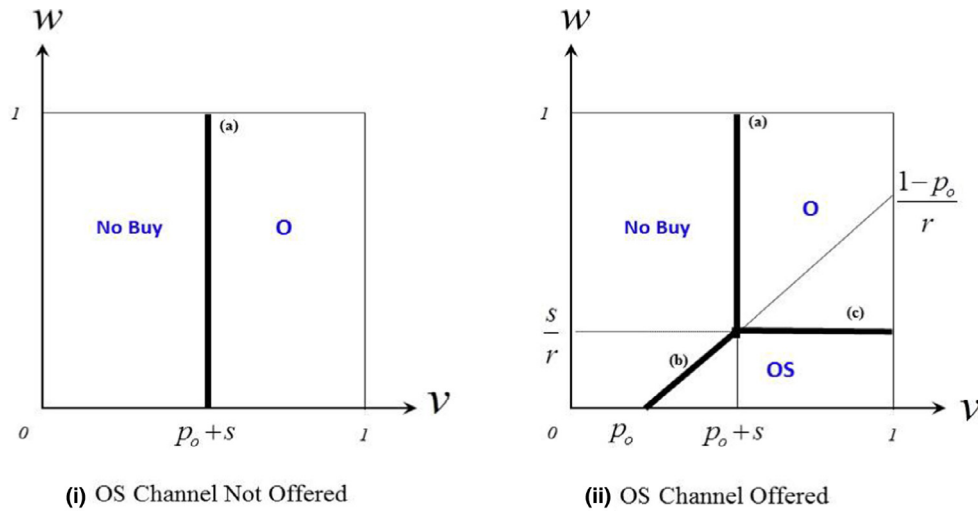 w
1
(a)
No Buy
O
v
0
p_o + s
1
(i) OS Channel Not Offered
w
1
(a)
1-p_o
r
O
No Buy
s
r
(c)
(b)
OS
v
0
p_o
p_o + s
1
(ii) OS Channel Offered